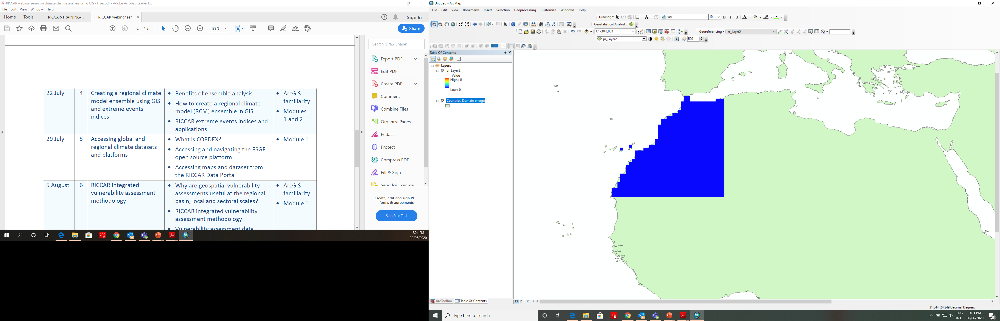 RICCAR webinar series on climate change analysis using GIS - Flyer.pdf - Adobe Acrobat Reader DC
File Edit View Window Help
Home Tools RICCAR-TRAINING-... RICCAR webinar ser... × Sign In
2 / 2 138% Share
22 July 4 Creating a regional climate
model ensemble using GIS
and extreme events
indices
• Benefits of ensemble analysis
• How to create a regional climate
model (RCM) ensemble in GIS
• RICCAR extreme events indices and
applications
• ArcGIS
familiarity
• Modules
1 and 2
29 July 5 Accessing global and
regional climate datasets
and platforms
• What is CORDEX?
• Accessing and navigating the ESGF
open source platform
• Accessing maps and dataset from
the RICCAR Data Portal
• Module 1
5 August 6 RICCAR integrated
vulnerability assessment
methodology
• Why are geospatial vulnerability
assessments useful at the regional,
basin, local and sectoral scales?
• RICCAR integrated vulnerability
assessment methodology
• Vulnerability assessment data
• ArcGIS
familiarity
• Module 1
Search 'Draw Shape'
Export PDF
Edit PDF
Create PDF
Comment
Combine Files
Organize Pages
Redact
Protect
Compress PDF
Fill & Sign
Send for Comme
Create, edit and sign PDF
forms & agreements
Start Free Trial
3:21 PM
30/06/2020
Untitled - ArcMap
File Edit View Bookmarks Insert Selection Geoprocessing Customize Windows Help
Drawing Arial 10 B I U A
Geostatistical Analyst
1:17,843,003 Georeferencing pr_Layer2
pr_Layer2 500
Table Of Contents
Layers
pr_Layer2
Value
High : 0
Low : 0
Countries_Domain_merge
ArcToolbox Table Of Contents
31.844 24.249 Decimal Degrees
Type here to search
ENG
INTL
3:21 PM
30/06/2020
25